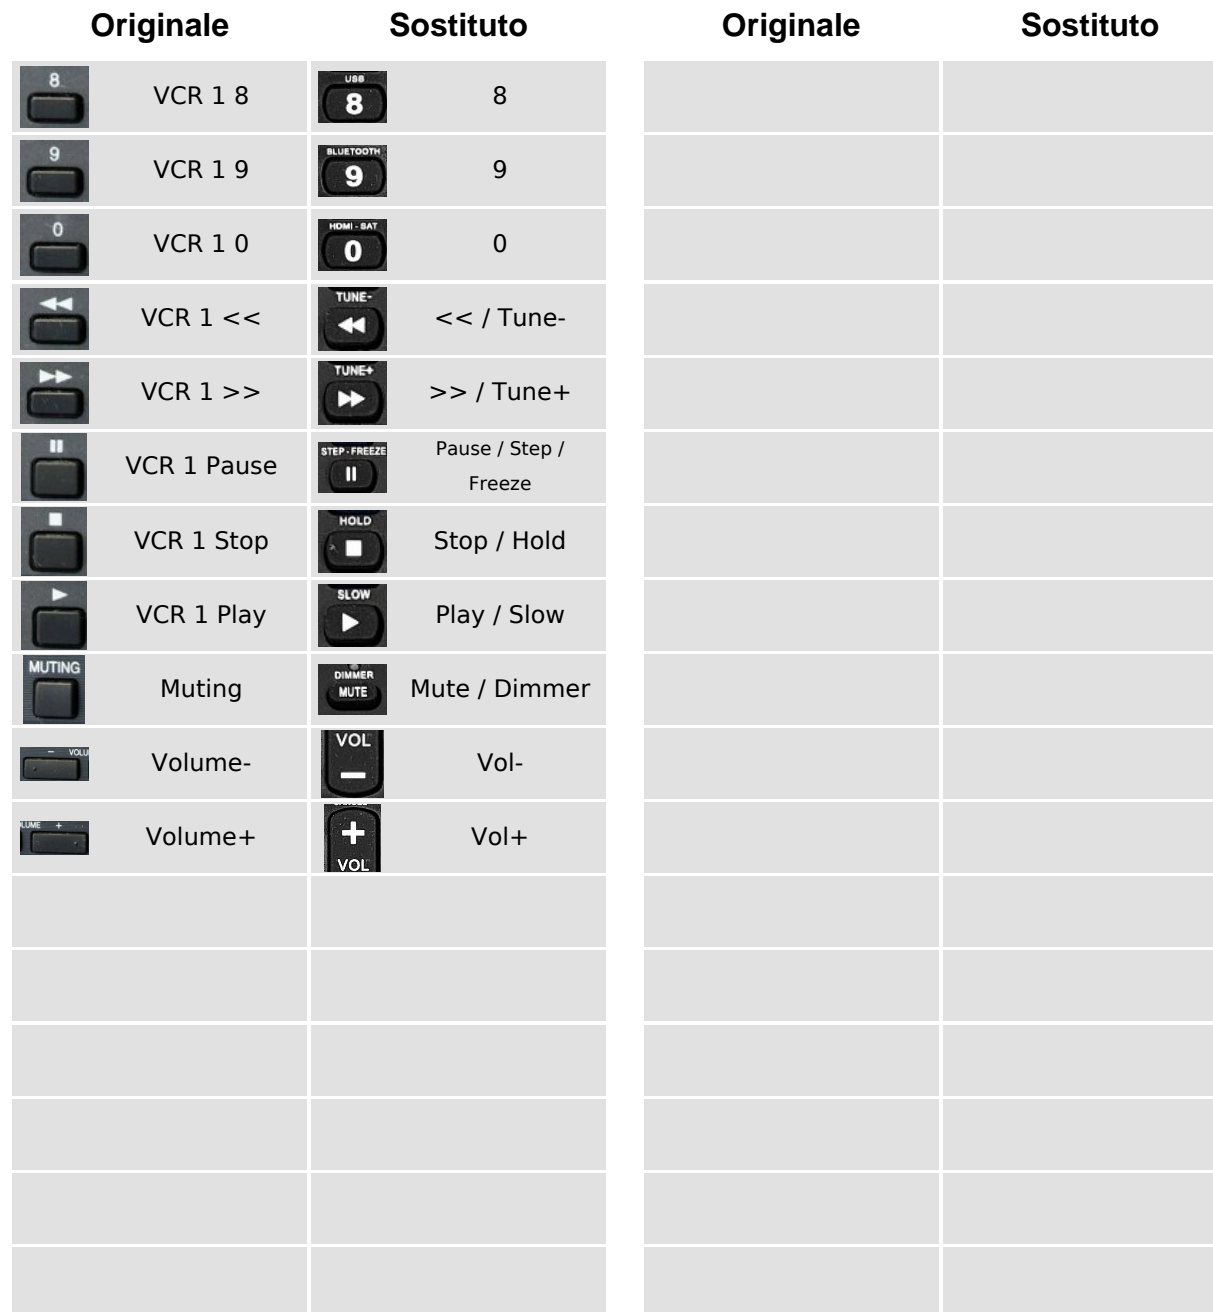 Originale Sostituto Originale Sostituto
8 VCR 1 8 USB 8 8
9 VCR 1 9 BLUETOOTH 9 9
0 VCR 1 0 HDMI - SAT 0 0
VCR 1 << TUNE- << / Tune-
VCR 1 >> TUNE+ >> / Tune+
VCR 1 Pause STEP - FREEZE Pause / Step /
Freeze
VCR 1 Stop HOLD Stop / Hold
VCR 1 Play SLOW Play / Slow
MUTING Muting DIMMER MUTE Mute / Dimmer
- VOLU Volume- VOL - Vol-
LUME + Volume+ + VOL Vol+